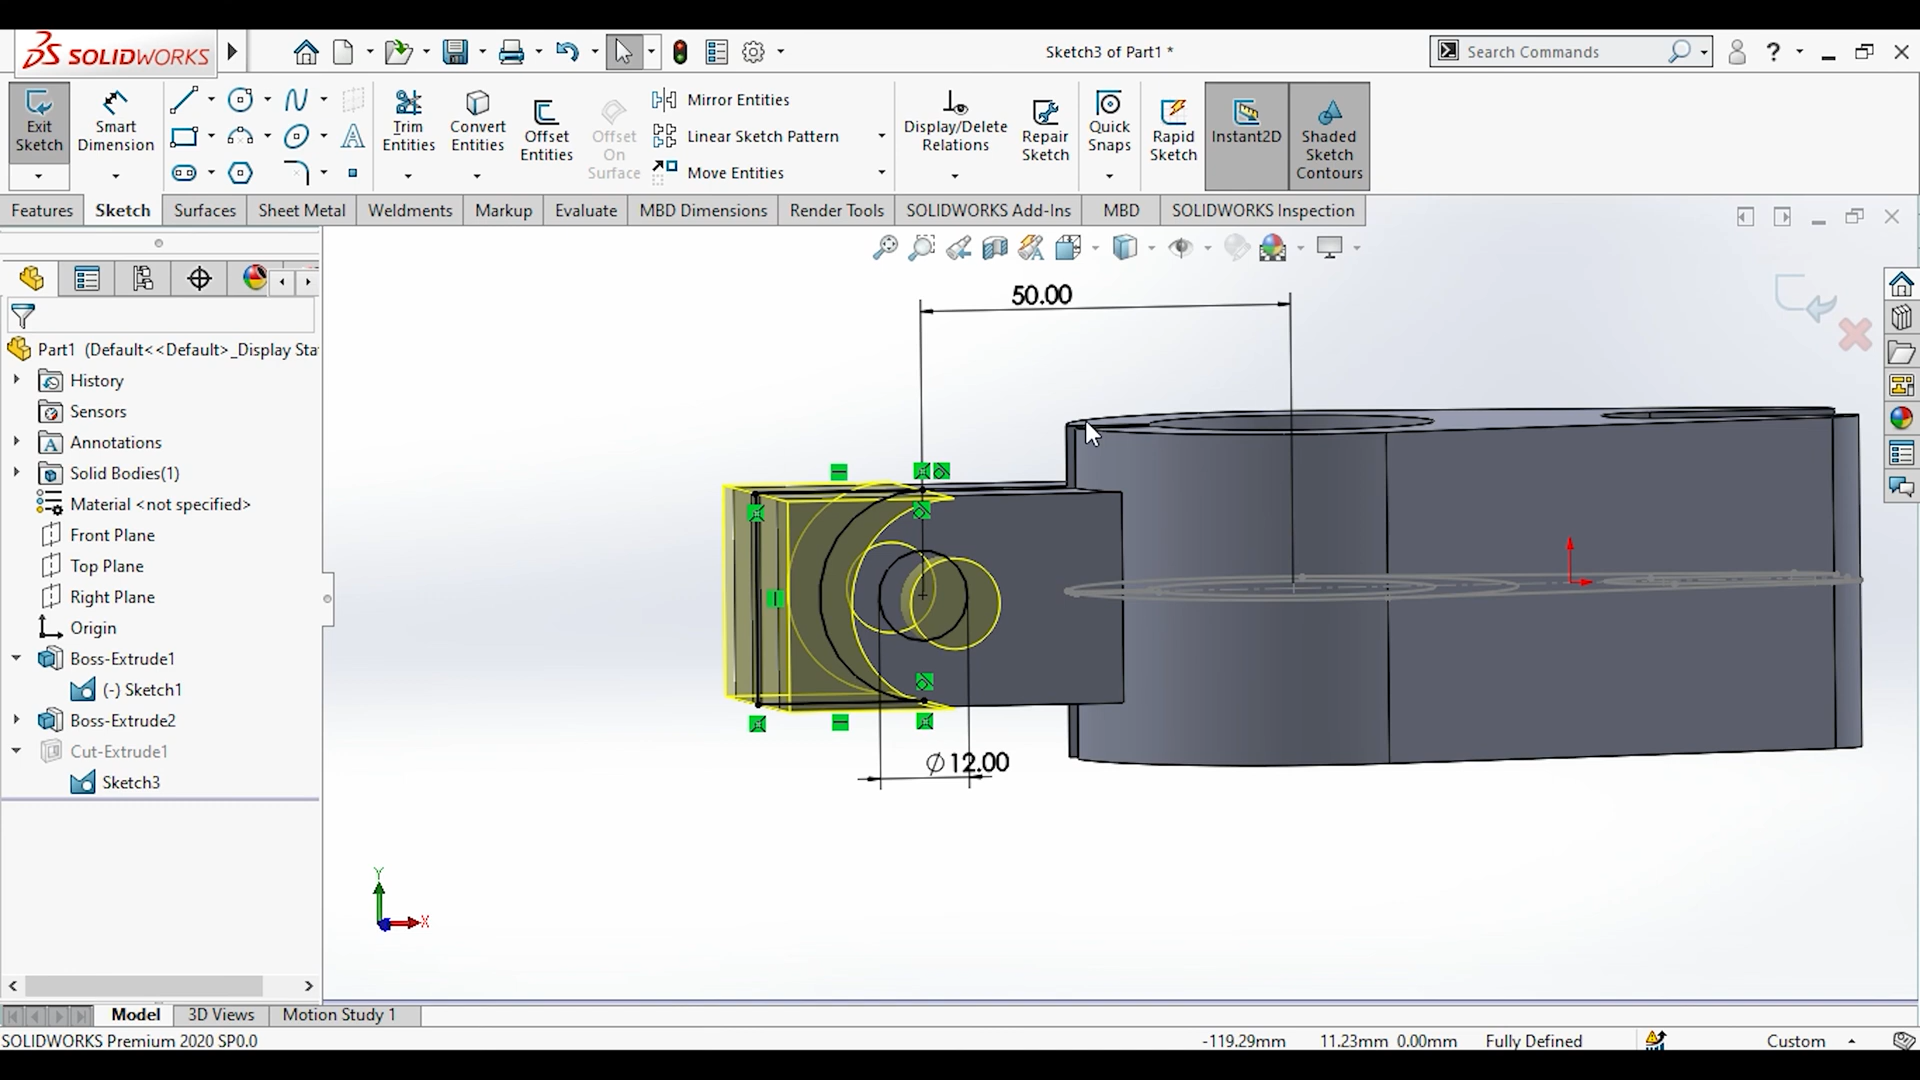 SOLIDWORKS
Sketch3 of Part1 *
Search Commands
?
Exit Sketch
Smart Dimension
Trim Entities
Convert Entities
Offset Entities
Offset On Surface
Mirror Entities
Linear Sketch Pattern
Move Entities
Display/Delete Relations
Repair Sketch
Quick Snaps
Rapid Sketch
Instant2D
Shaded Sketch Contours
Features
Sketch
Surfaces
Sheet Metal
Weldments
Markup
Evaluate
MBD Dimensions
Render Tools
SOLIDWORKS Add-Ins
MBD
SOLIDWORKS Inspection
Part1 (Default<<Default>_Display Sta
History
Sensors
Annotations
Solid Bodies(1)
Material <not specified>
Front Plane
Top Plane
Right Plane
Origin
Boss-Extrude1
(-) Sketch1
Boss-Extrude2
Cut-Extrude1
Sketch3
50.00
Ø12.00
Y
X
Model
3D Views
Motion Study 1
SOLIDWORKS Premium 2020 SP0.0
-119.29mm
11.23mm 0.00mm
Fully Defined
Custom